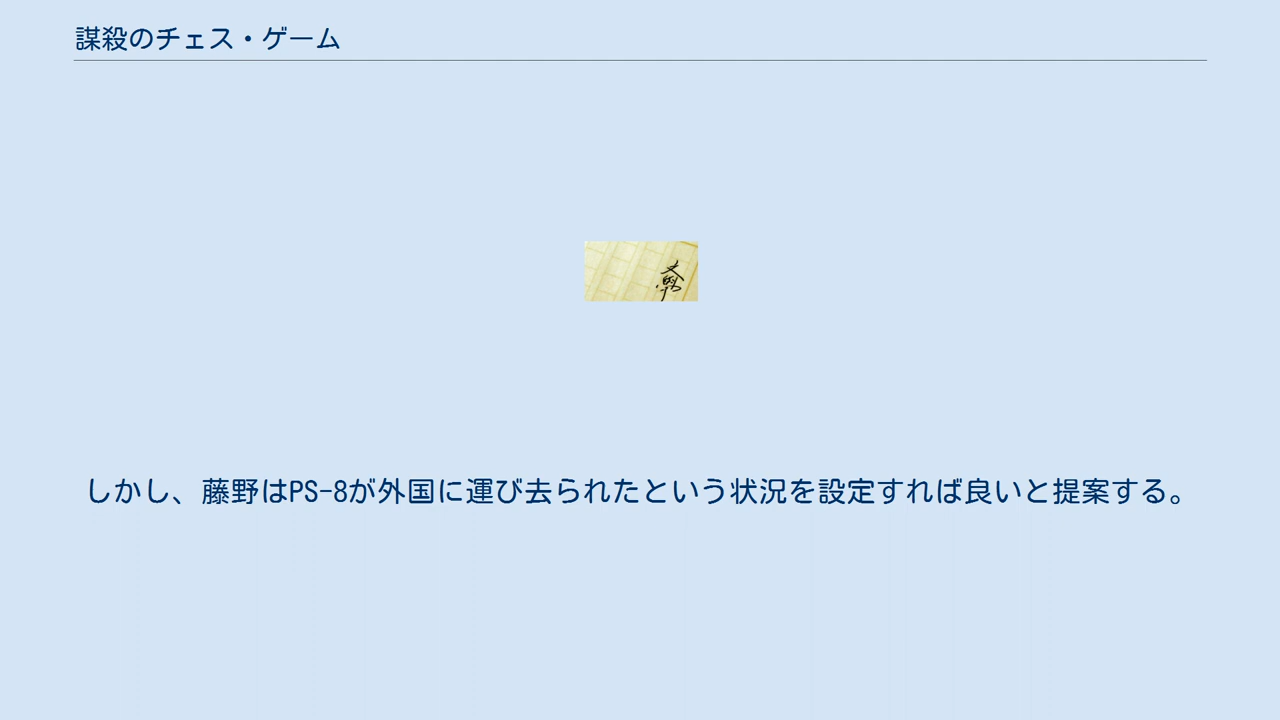 謀殺のチェス・ゲーム
しかし、藤野はPS-8が外国に運び去られたという状況を設定すれば良いと提案する。